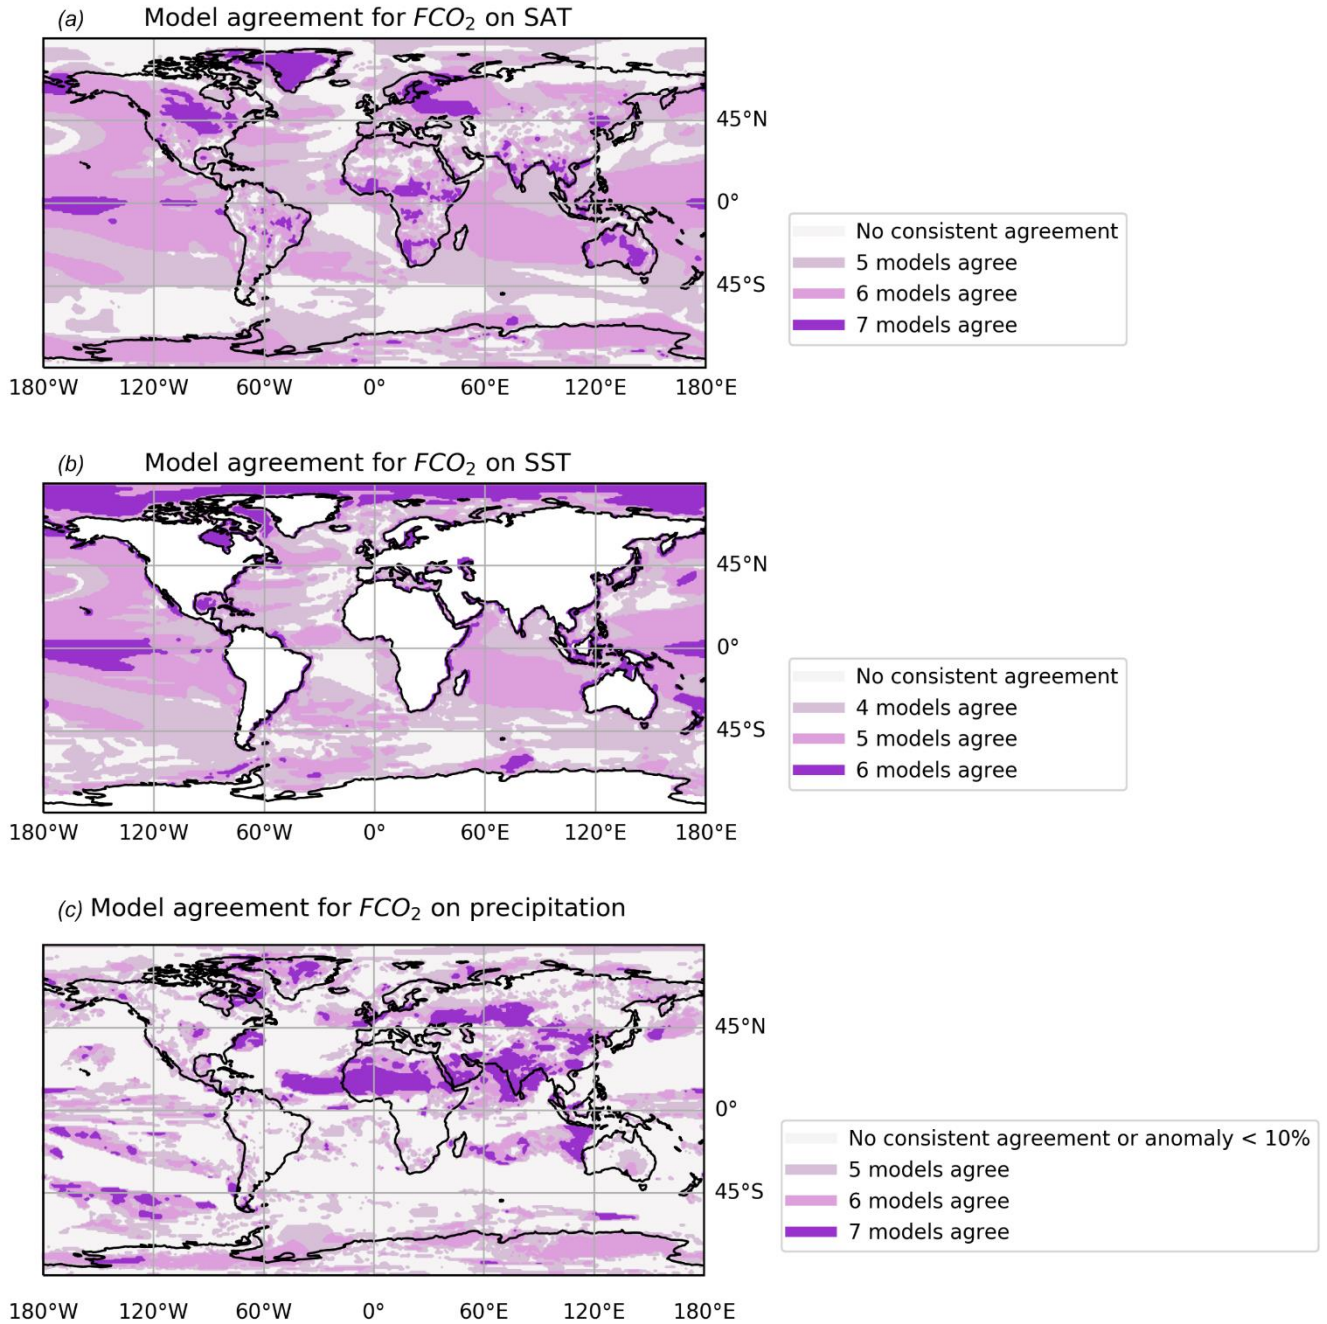 (a) Model agreement for FCO₂ on SAT
45°N
0°
45°S
180°W 120°W 60°W 0° 60°E 120°E 180°E
No consistent agreement
5 models agree
6 models agree
7 models agree
(b) Model agreement for FCO₂ on SST
45°N
0°
45°S
180°W 120°W 60°W 0° 60°E 120°E 180°E
No consistent agreement
4 models agree
5 models agree
6 models agree
(c) Model agreement for FCO₂ on precipitation
45°N
0°
45°S
180°W 120°W 60°W 0° 60°E 120°E 180°E
No consistent agreement or anomaly < 10%
5 models agree
6 models agree
7 models agree